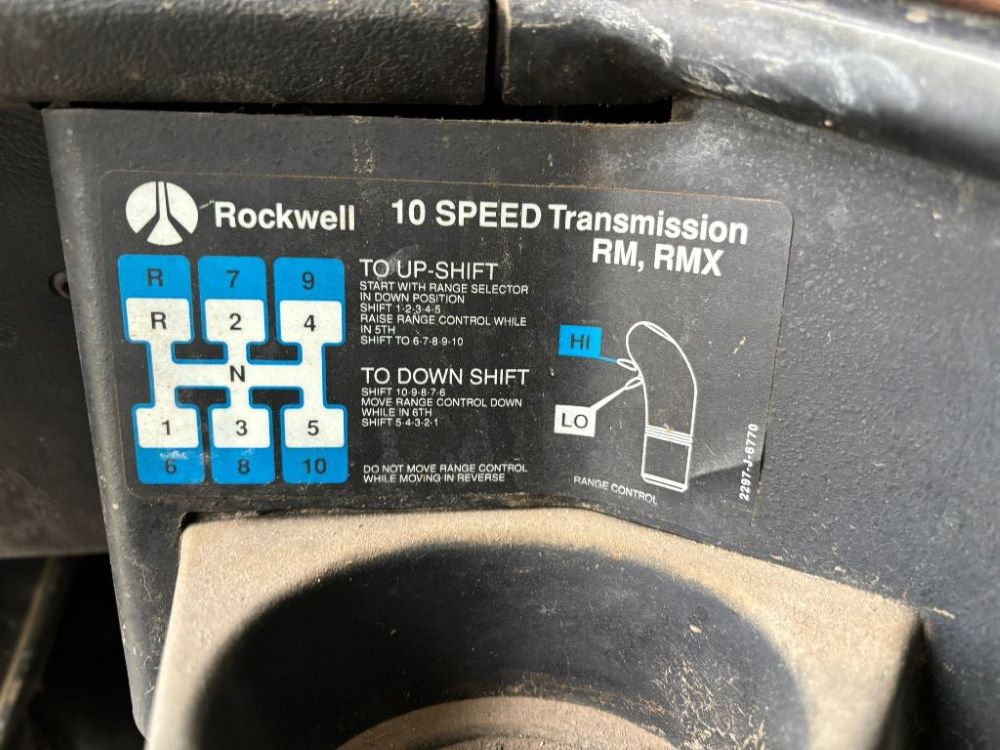 Rockwell 10 SPEED Transmission
RM, RMX
R 7 9
R 2 4
N
1 3 5
6 8 10
TO UP-SHIFT
START WITH RANGE SELECTOR
IN DOWN POSITION
SHIFT 1-2-3-4-5
RAISE RANGE CONTROL WHILE
IN 5TH
SHIFT TO 6-7-8-9-10
TO DOWN SHIFT
SHIFT 10-9-8-7-6
MOVE RANGE CONTROL DOWN
WHILE IN 6TH
SHIFT 5-4-3-2-1
DO NOT MOVE RANGE CONTROL
WHILE MOVING IN REVERSE
HI
LO
RANGE CONTROL
2297-J-6770